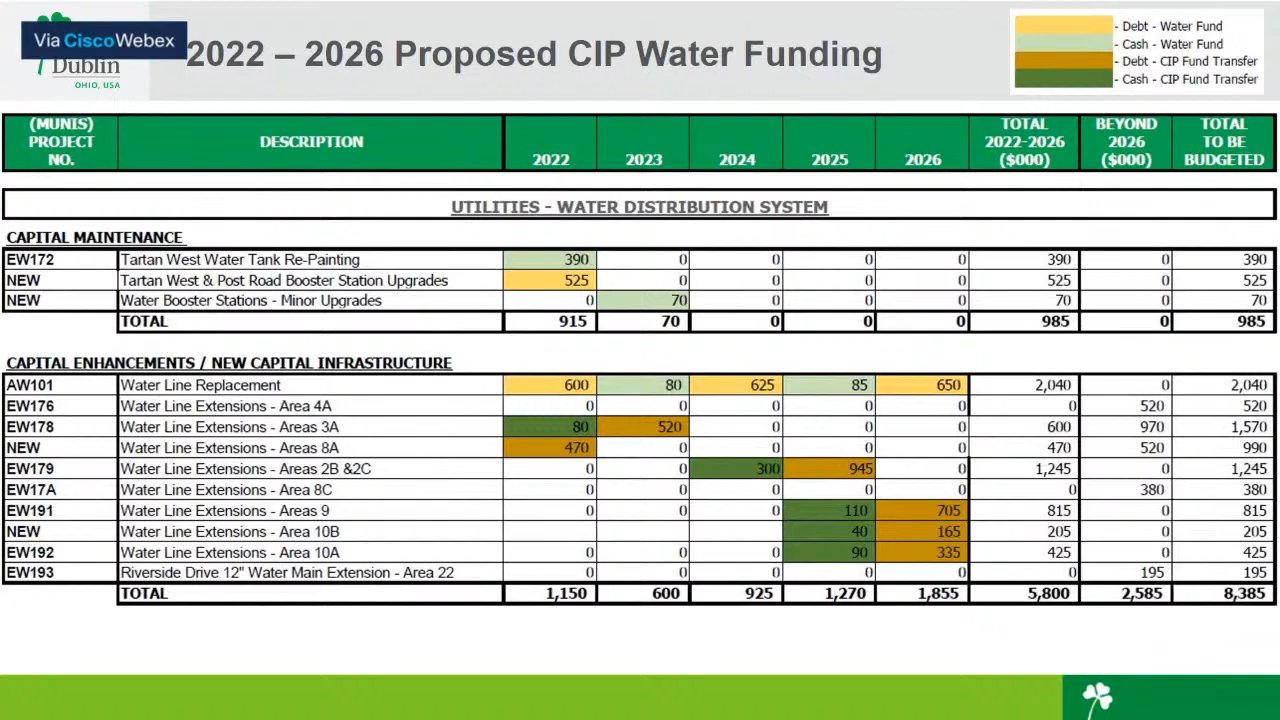 Via Cisco Webex
Dublin
OHIO, USA
2022 – 2026 Proposed CIP Water Funding
- Debt - Water Fund
- Cash - Water Fund
- Debt - CIP Fund Transfer
- Cash - CIP Fund Transfer
(MUNIS) PROJECT NO. DESCRIPTION 2022 2023 2024 2025 2026 TOTAL 2022-2026 ($000) BEYOND 2026 ($000) TOTAL TO BE BUDGETED
UTILITIES - WATER DISTRIBUTION SYSTEM
CAPITAL MAINTENANCE
EW172 Tartan West Water Tank Re-Painting 390 0 0 0 0 390 0 390
NEW Tartan West & Post Road Booster Station Upgrades 525 0 0 0 0 525 0 525
NEW Water Booster Stations - Minor Upgrades 0 70 0 0 0 70 0 70
TOTAL 915 70 0 0 0 985 0 985
CAPITAL ENHANCEMENTS / NEW CAPITAL INFRASTRUCTURE
AW101 Water Line Replacement 600 80 625 85 650 2,040 0 2,040
EW176 Water Line Extensions - Area 4A 0 0 0 0 0 0 520 520
EW178 Water Line Extensions - Areas 3A 80 520 0 0 0 600 970 1,570
NEW Water Line Extensions - Areas 8A 470 0 0 0 0 470 520 990
EW179 Water Line Extensions - Areas 2B &2C 0 0 300 945 0 1,245 0 1,245
EW17A Water Line Extensions - Area 8C 0 0 0 0 0 0 380 380
EW191 Water Line Extensions - Areas 9 0 0 0 110 705 815 0 815
NEW Water Line Extensions - Area 10B 40 165 205 0 205
EW192 Water Line Extensions - Area 10A 0 0 0 90 335 425 0 425
EW193 Riverside Drive 12" Water Main Extension - Area 22 0 0 0 0 0 0 195 195
TOTAL 1,150 600 925 1,270 1,855 5,800 2,585 8,385